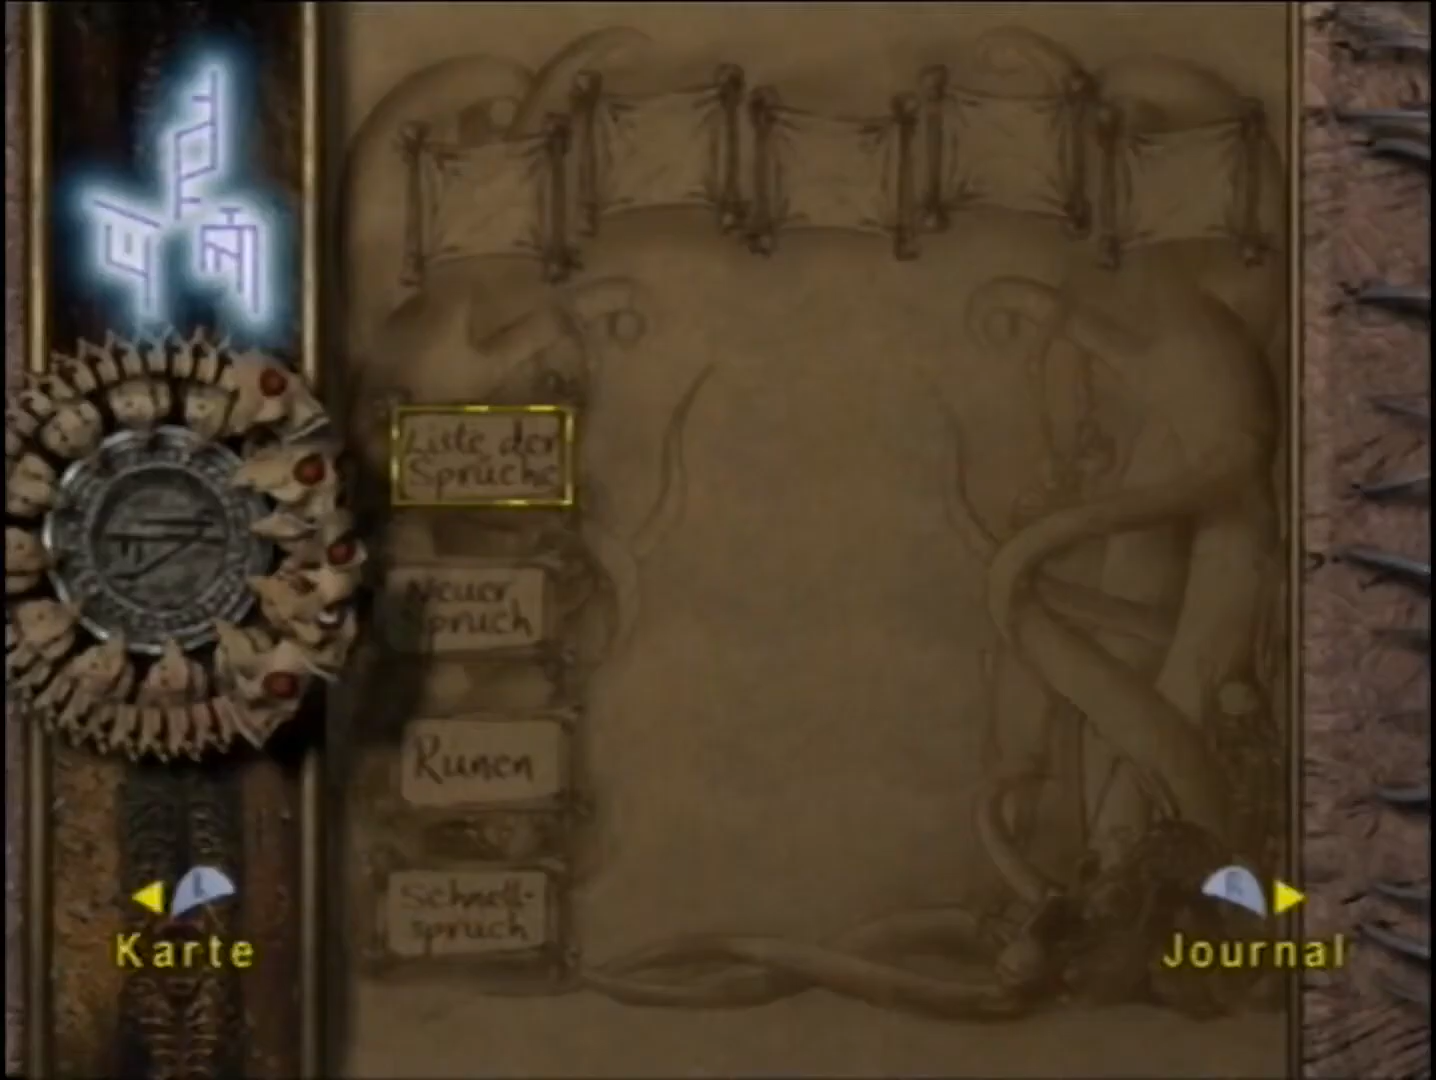 Liste der
Sprüche
Neuer
Spruch
Runen
Schnell-
spruch
L
R
Karte
Journal